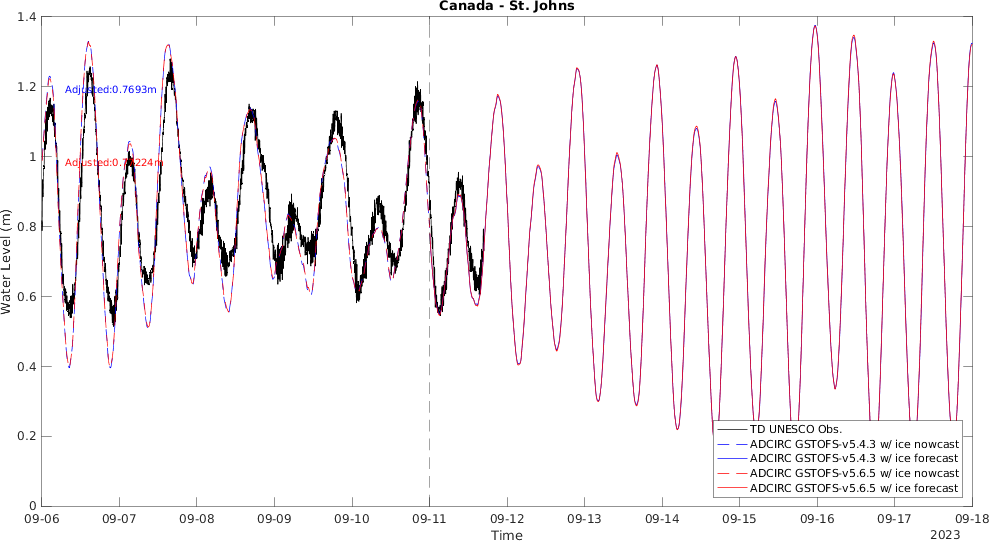 Canada - St. Johns
1.4
1.2
1
0.8
0.6
0.4
0.2
0
Water Level (m)
Adjusted:0.7693m
TD UNESCO Obs.
ADCIRC GSTOFS-v5.4.3 w/ ice nowcast
ADCIRC GSTOFS-v5.4.3 w/ ice forecast
ADCIRC GSTOFS-v5.6.5 w/ ice nowcast
ADCIRC GSTOFS-v5.6.5 w/ ice forecast
09-06
09-07
09-08
09-09
09-10
09-11
09-12
09-13
09-14
09-15
09-16
09-17
09-18
Time
2023